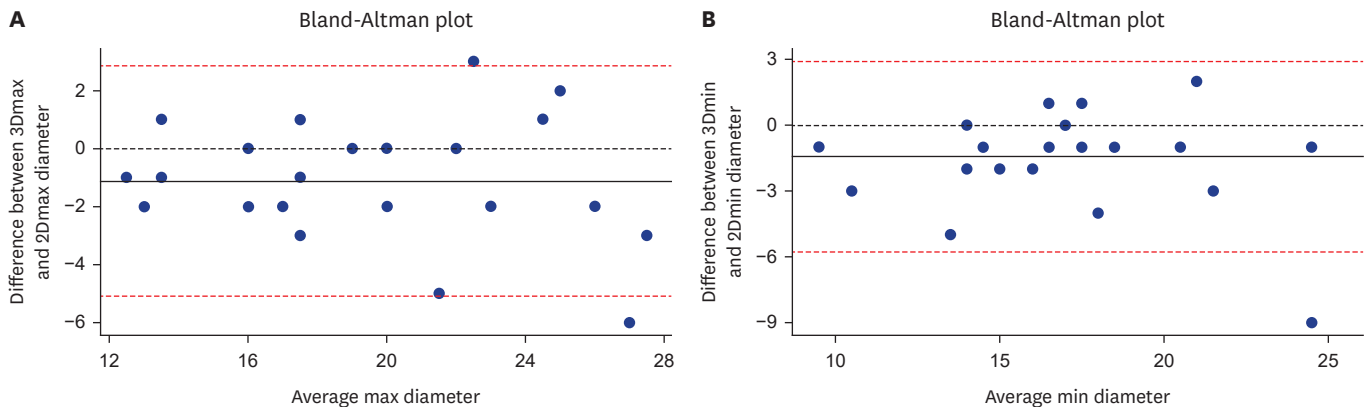 A
Bland-Altman plot
Difference between 3Dmax
and 2Dmax diameter
2
0
−2
−4
−6
12
16
20
24
28
Average max diameter
B
Bland-Altman plot
Difference between 3Dmin
and 2Dmin diameter
3
0
−3
−6
−9
10
15
20
25
Average min diameter